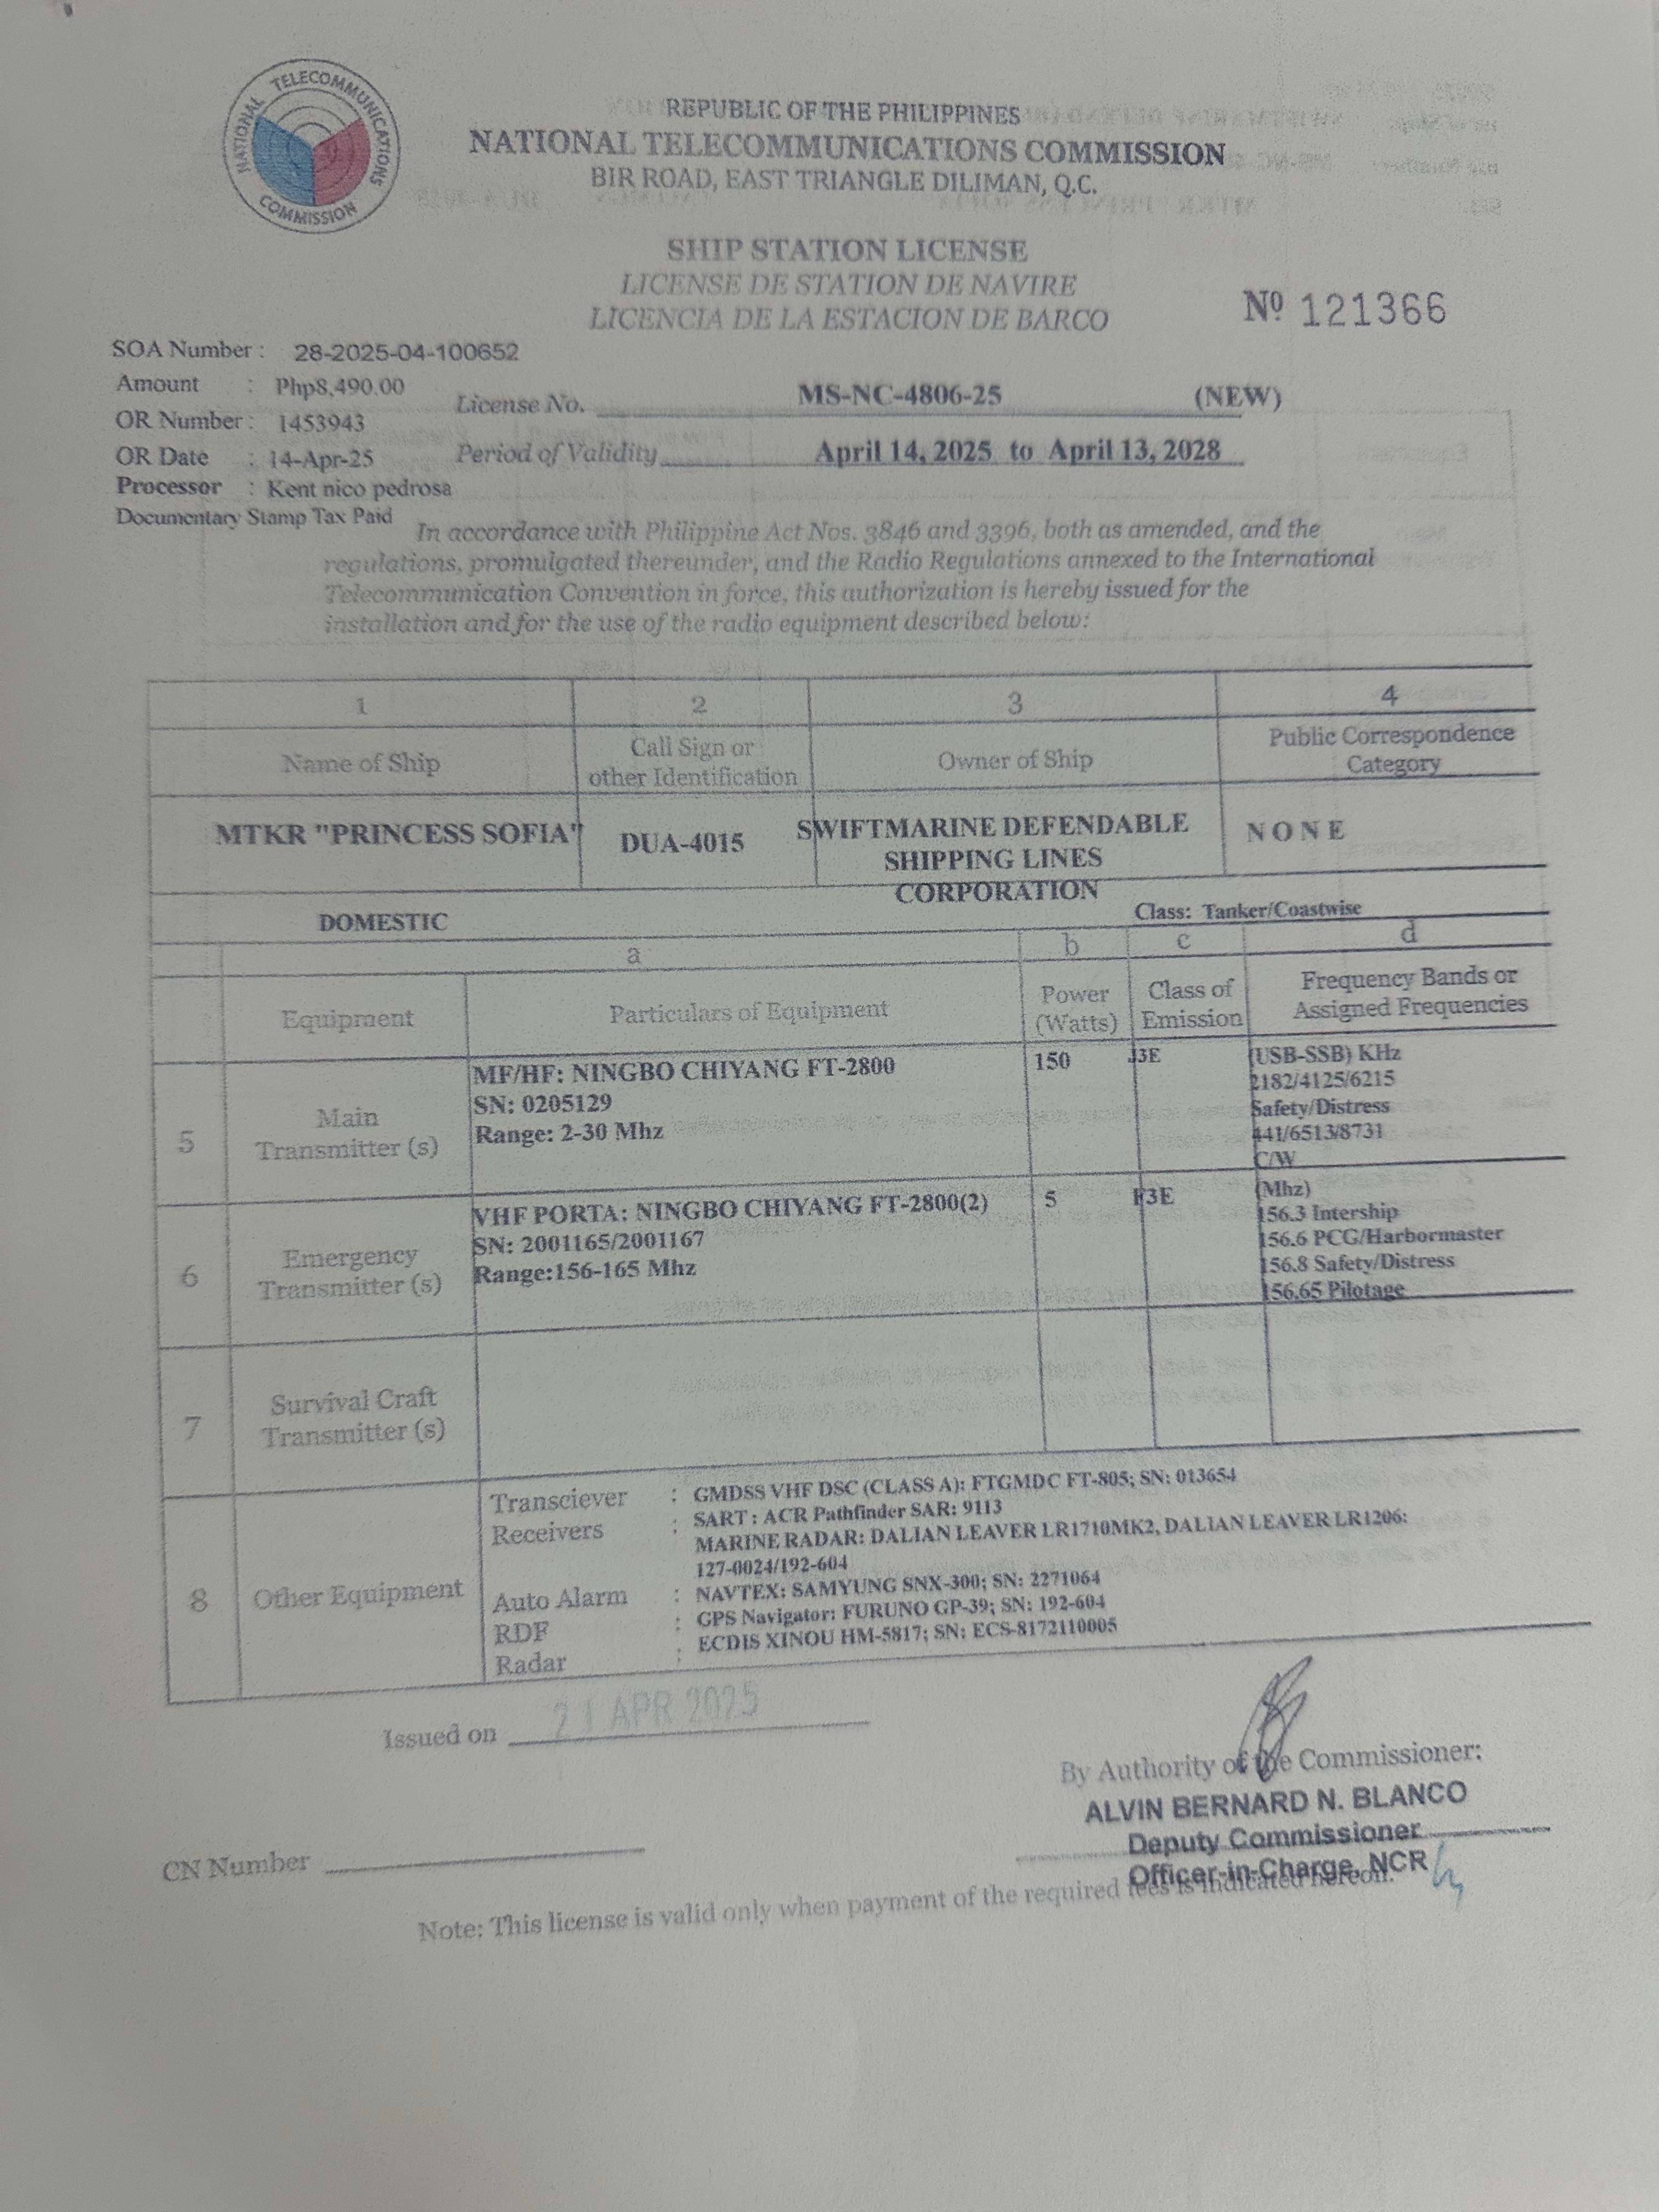 NATIONAL TELECOMMUNICATIONS COMMISSION
REPUBLIC OF THE PHILIPPINES
NATIONAL TELECOMMUNICATIONS COMMISSION
BIR ROAD, EAST TRIANGLE DILIMAN, Q.C.
SHIP STATION LICENSE
LICENSE DE STATION DE NAVIRE
LICENCIA DE LA ESTACION DE BARCO
Nº 121366
SOA Number : 28-2025-04-100652
Amount : Php8,490.00
OR Number : 1453943
OR Date : 14-Apr-25
Processor : Kent nico pedrosa
Documentary Stamp Tax Paid
License No. MS-NC-4806-25 (NEW)
Period of Validity April 14, 2025 to April 13, 2028
In accordance with Philippine Act Nos. 3846 and 3396, both as amended, and the
regulations, promulgated thereunder, and the Radio Regulations annexed to the International
Telecommunication Convention in force, this authorization is hereby issued for the
installation and for the use of the radio equipment described below:
1 2 3 4
Name of Ship
Call Sign or
other Identification
Owner of Ship
Public Correspondence
Category
MTKR "PRINCESS SOFIA"
DUA-4015
SWIFTMARINE DEFENDABLE
SHIPPING LINES
CORPORATION
NONE
DOMESTIC
Class: Tanker/Coastwise
a b c d
Equipment
Particulars of Equipment
Power
(Watts)
Class of
Emission
Frequency Bands or
Assigned Frequencies
5
Main
Transmitter (s)
MF/HF: NINGBO CHIYANG FT-2800
SN: 0205129
Range: 2-30 Mhz
150
J3E
(USB-SSB) KHz
2182/4125/6215
Safety/Distress
441/6513/8731
C/W
6
Emergency
Transmitter (s)
VHF PORTA: NINGBO CHIYANG FT-2800(2)
SN: 2001165/2001167
Range:156-165 Mhz
5
F3E
(Mhz)
156.3 Intership
156.6 PCG/Harbormaster
156.8 Safety/Distress
156.65 Pilotage
7
Survival Craft
Transmitter (s)
8
Other Equipment
Transciever :
Receivers :
Auto Alarm :
RDF :
Radar :
GMDSS VHF DSC (CLASS A): FTGMDC FT-805; SN: 013654
SART : ACR Pathfinder SAR: 9113
MARINE RADAR: DALIAN LEAVER LR1710MK2, DALIAN LEAVER LR1206:
127-0024/192-604
NAVTEX: SAMYUNG SNX-300; SN: 2271064
GPS Navigator: FURUNO GP-39; SN: 192-604
ECDIS XINOU HM-5817; SN: ECS-8172110005
Issued on 21 APR 2025
By Authority of the Commissioner:
ALVIN BERNARD N. BLANCO
Deputy Commissioner
Officer-in-Charge, NCR
CN Number
Note: This license is valid only when payment of the required fees is indicated hereon.